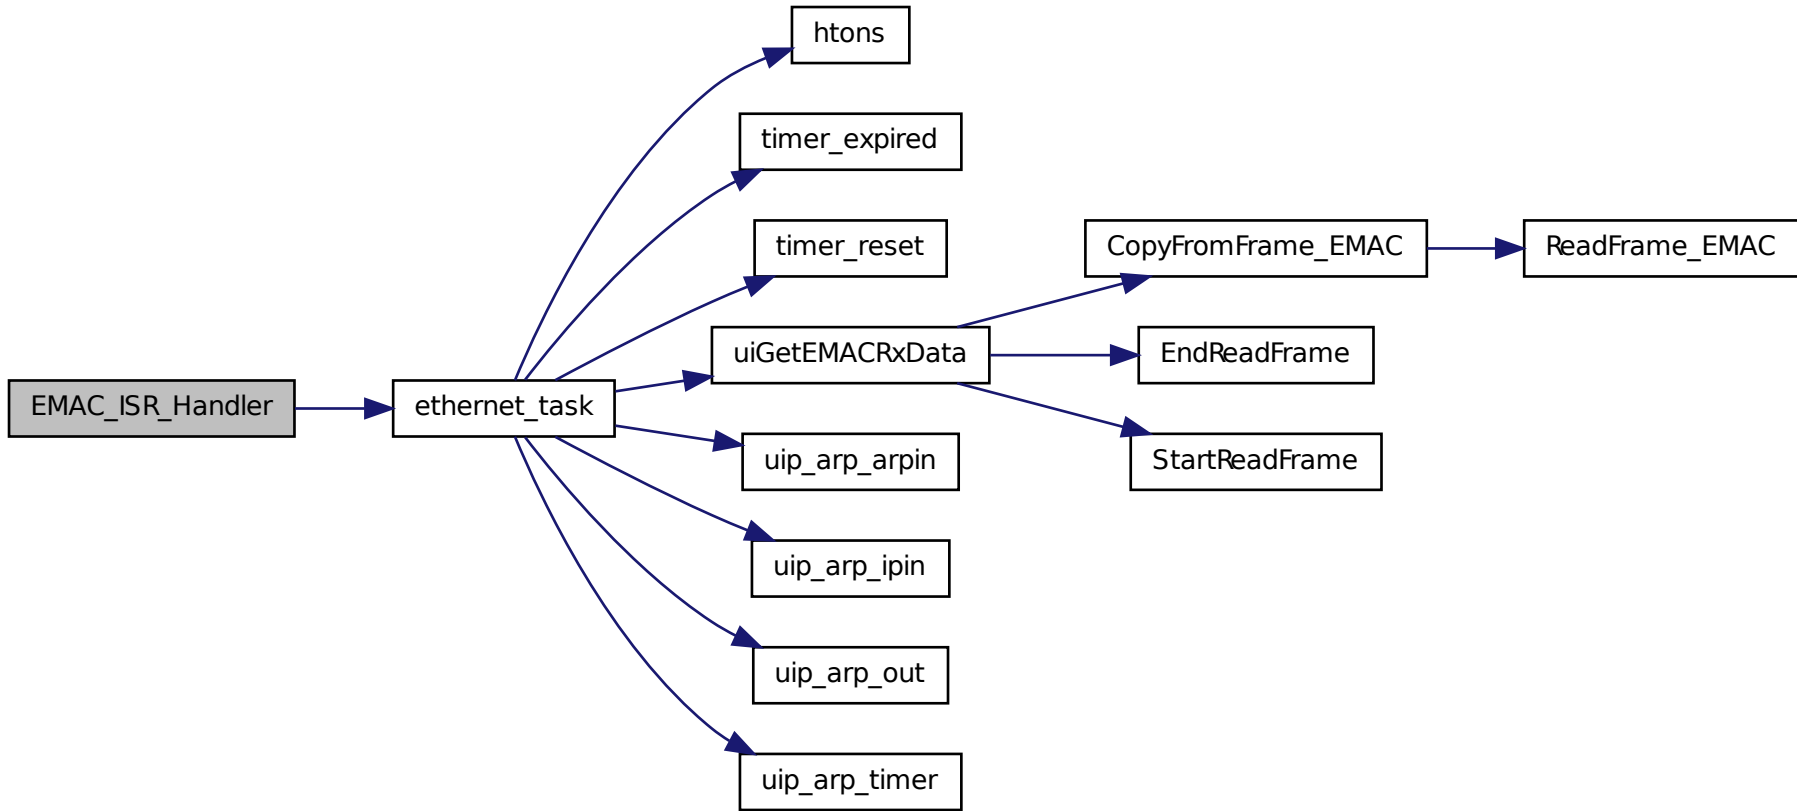 htons
timer_expired
timer_reset
CopyFromFrame_EMAC
ReadFrame_EMAC
uiGetEMACRxData
EndReadFrame
EMAC_ISR_Handler
ethernet_task
uip_arp_arpin
StartReadFrame
uip_arp_ipin
uip_arp_out
uip_arp_timer